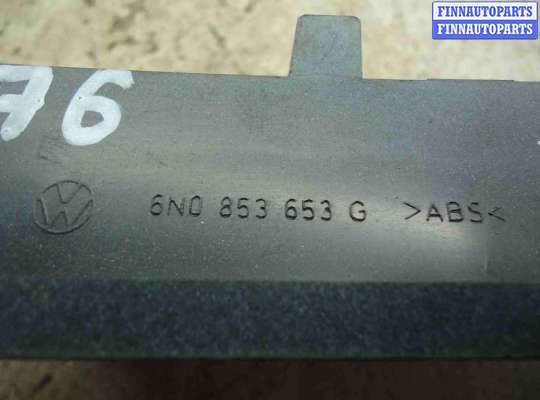 FINNAUTOPARTS
FINNAUTOPARTS
76
6N0 853 653 G >ABS<